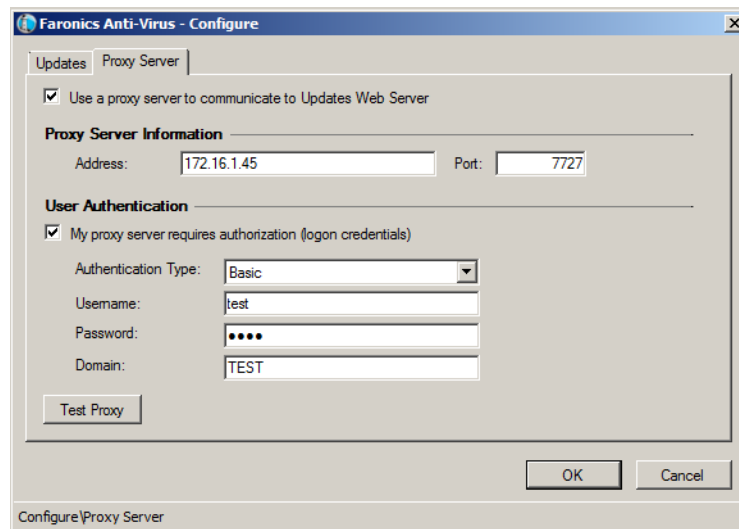 Faronics Anti-Virus - Configure
Updates Proxy Server
Use a proxy server to communicate to Updates Web Server
Proxy Server Information
Address: 172.16.1.45 Port: 7727
User Authentication
My proxy server requires authorization (logon credentials)
Authentication Type: Basic
Username: test
Password: ●●●●
Domain: TEST
Test Proxy
OK Cancel
Configure\Proxy Server